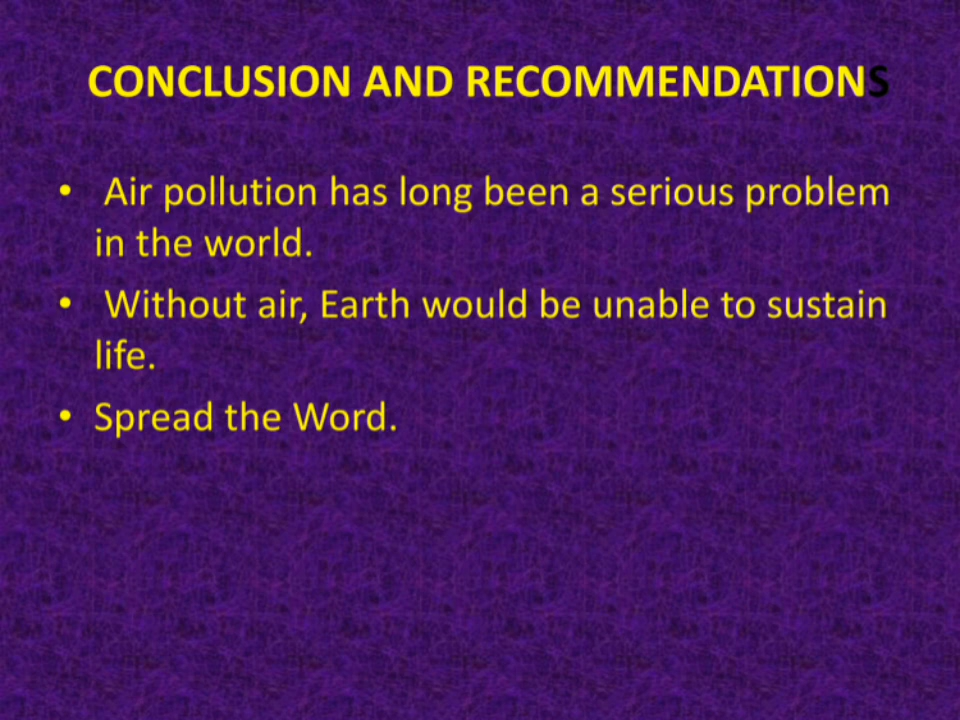 CONCLUSION AND RECOMMENDATIONS
• Air pollution has long been a serious problem
in the world.
• Without air, Earth would be unable to sustain
life.
• Spread the Word.